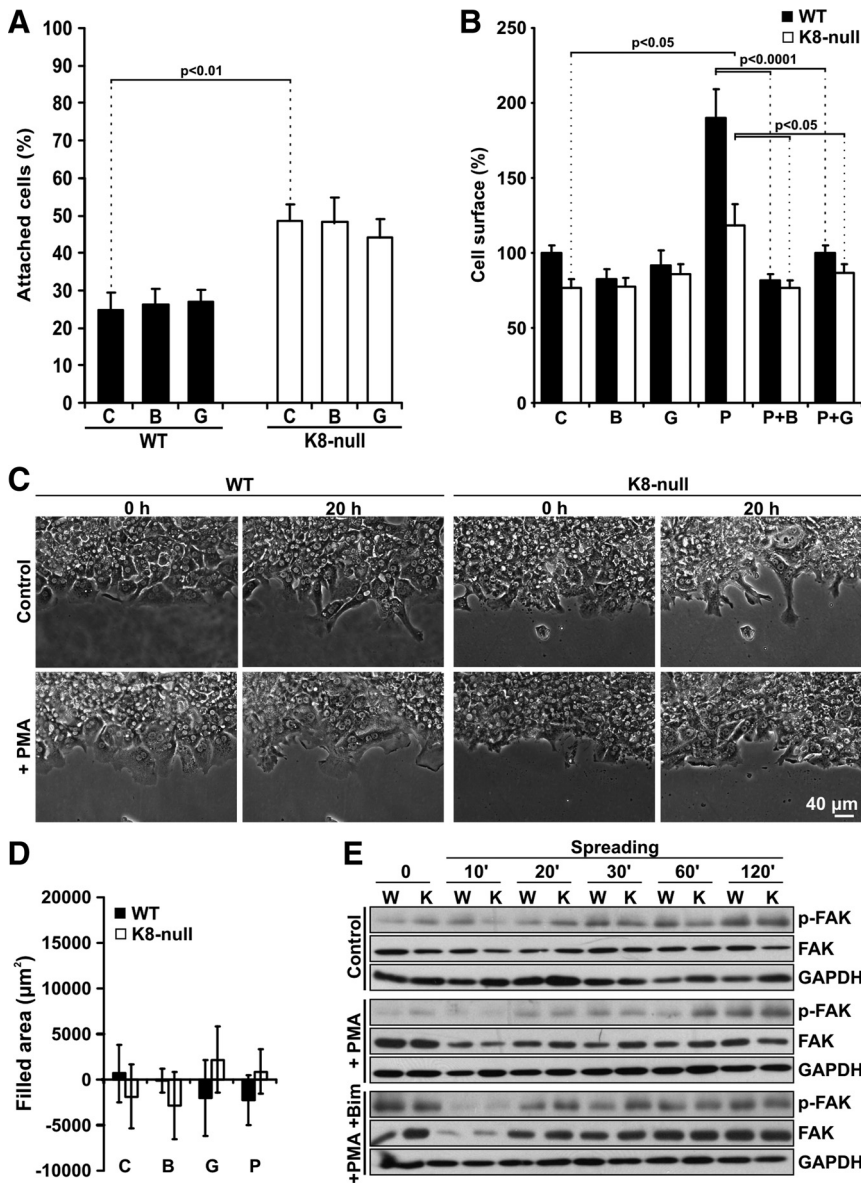 A
Attached cells (%)
100
90
80
70
60
50
40
30
20
10
0
p<0.01
C B G C B G
WT K8-null
B
WT
K8-null
Cell surface (%)
250
200
150
100
50
0
p<0.05
p<0.0001
p<0.05
C B G P P+B P+G
C
WT K8-null
0 h 20 h 0 h 20 h
Control
+ PMA
40 µm
D
WT
K8-null
Filled area (µm²)
20000
15000
10000
5000
0
-5000
-10000
C B G P
E
Spreading
0 10' 20' 30' 60' 120'
W K W K W K W K W K W K
Control
p-FAK
FAK
GAPDH
+ PMA
p-FAK
FAK
GAPDH
+PMA +Bim
p-FAK
FAK
GAPDH